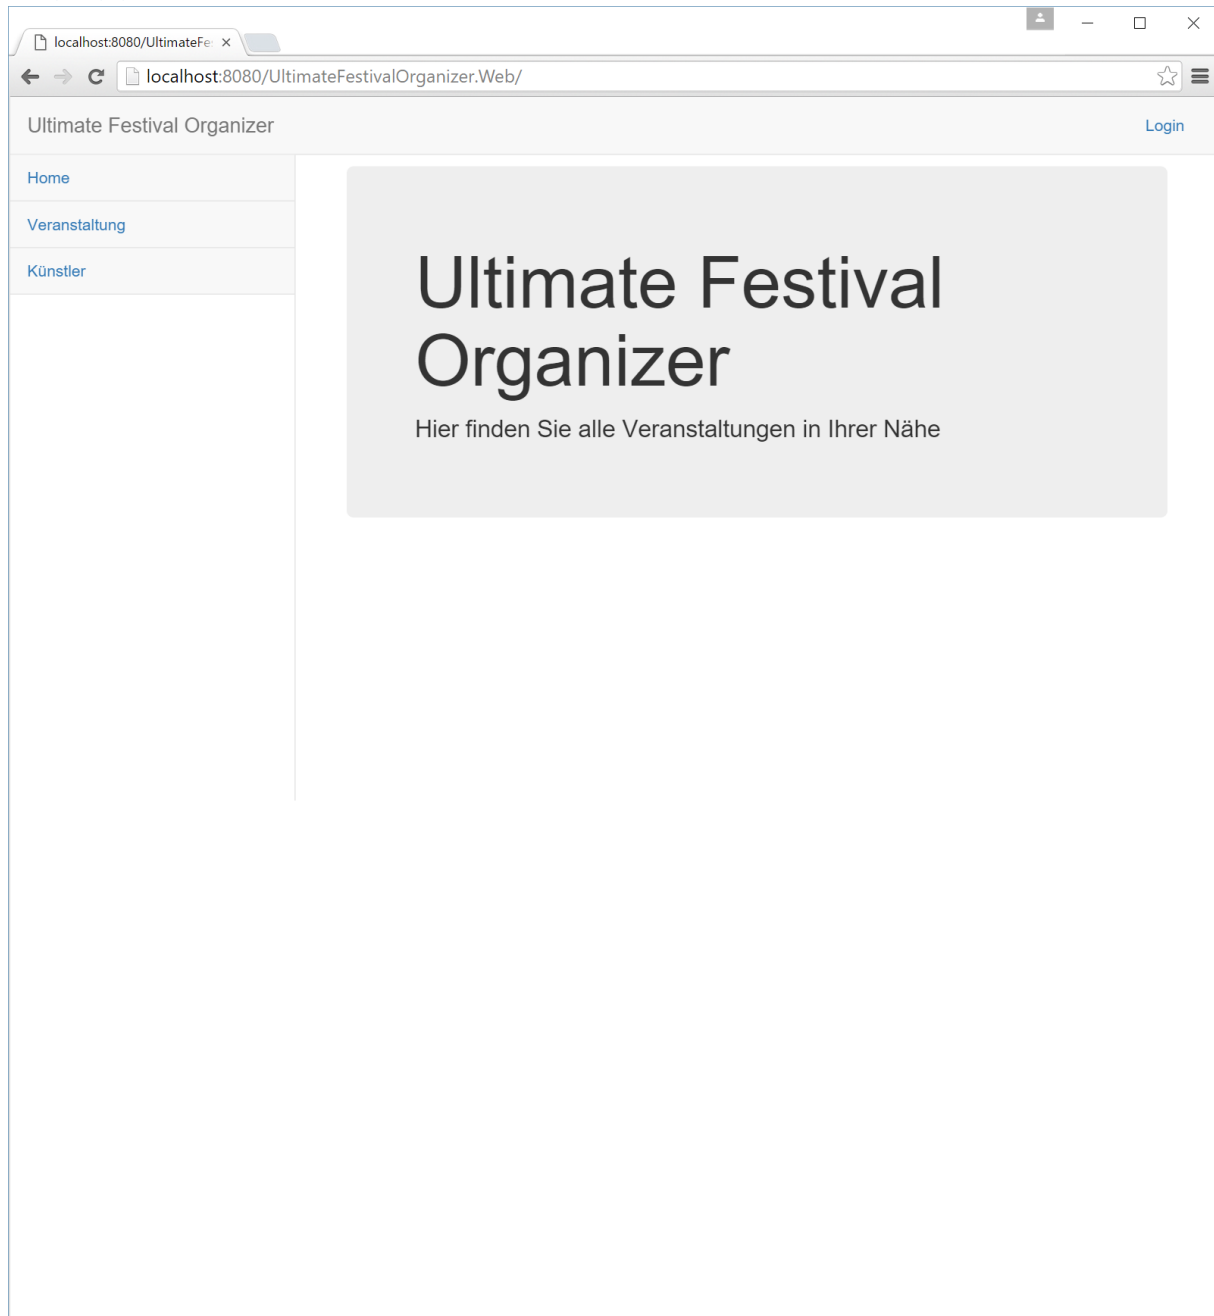 localhost:8080/UltimateFe
localhost:8080/UltimateFestivalOrganizer.Web/
Ultimate Festival Organizer
Login
Home
Veranstaltung
Künstler
Ultimate Festival
Organizer
Hier finden Sie alle Veranstaltungen in Ihrer Nähe